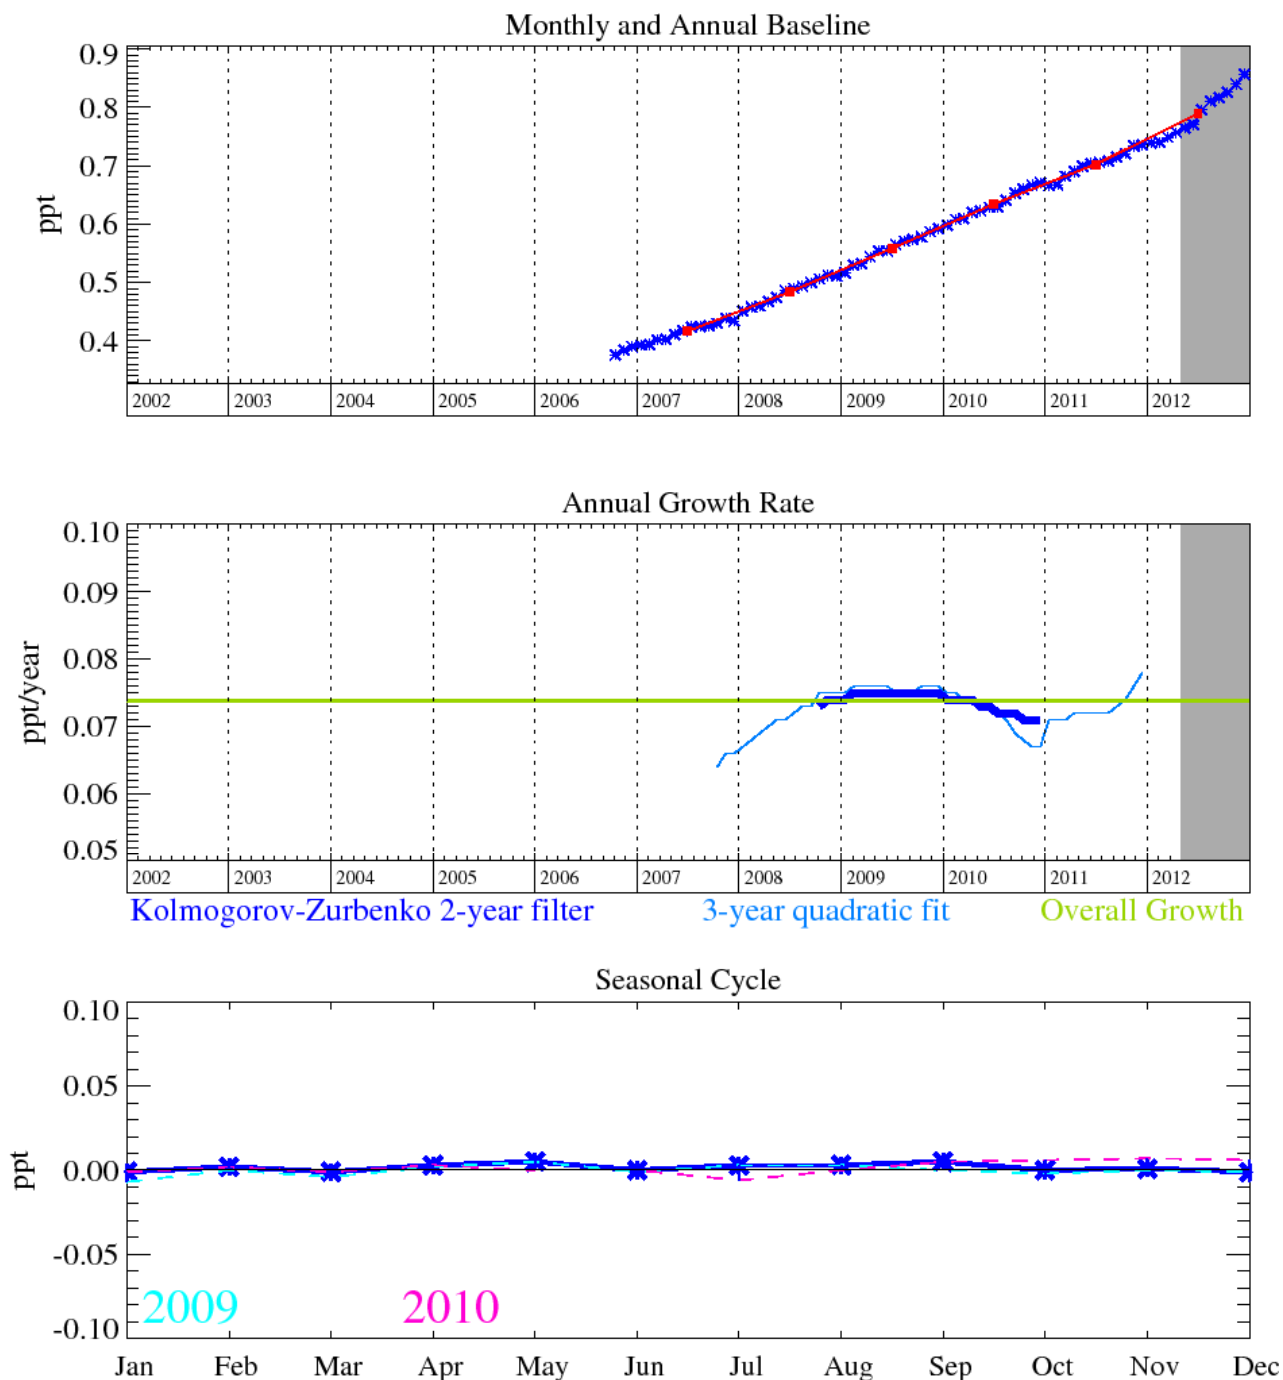 Monthly and Annual Baseline
0.9
0.8
0.7
0.6
0.5
0.4
ppt
2002 2003 2004 2005 2006 2007 2008 2009 2010 2011 2012
Annual Growth Rate
0.10
0.09
0.08
0.07
0.06
0.05
ppt/year
2002 2003 2004 2005 2006 2007 2008 2009 2010 2011 2012
Kolmogorov-Zurbenko 2-year filter 3-year quadratic fit Overall Growth
Seasonal Cycle
0.10
0.05
0.00
-0.05
-0.10
ppt
2009 2010
Jan Feb Mar Apr May Jun Jul Aug Sep Oct Nov Dec